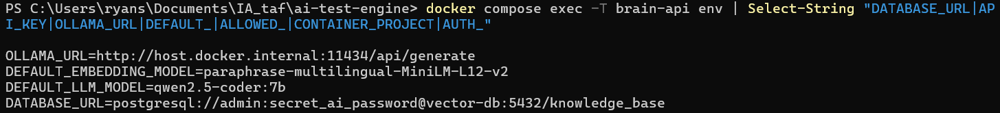 PS C:\Users\ryans\Documents\IA_taf\ai-test-engine> docker compose exec -T brain-api env | Select-String "DATABASE_URL|AP
I_KEY|OLLAMA_URL|DEFAULT_|ALLOWED_|CONTAINER_PROJECT|AUTH_"
OLLAMA_URL=http://host.docker.internal:11434/api/generate
DEFAULT_EMBEDDING_MODEL=paraphrase-multilingual-MiniLM-L12-v2
DEFAULT_LLM_MODEL=qwen2.5-coder:7b
DATABASE_URL=postgresql://admin:secret_ai_password@vector-db:5432/knowledge_base